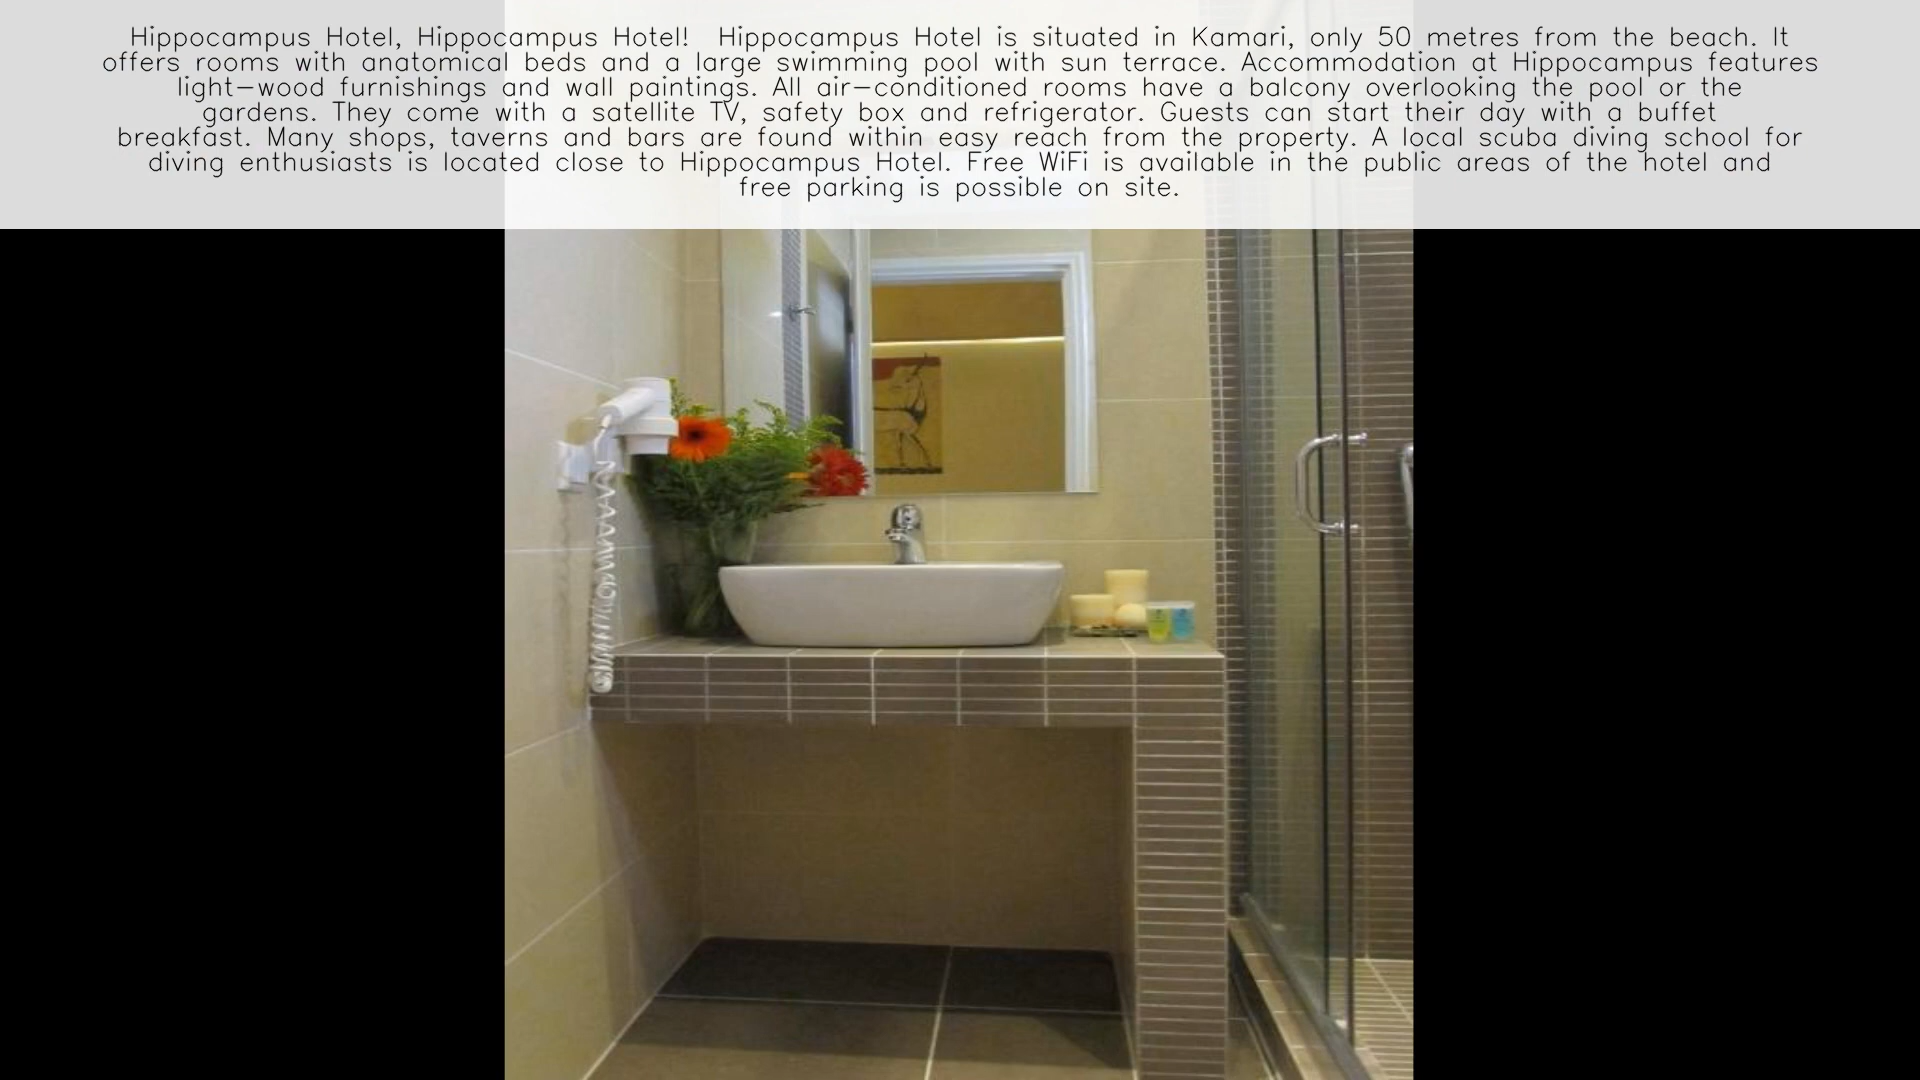 Hippocampus Hotel, Hippocampus Hotel!  Hippocampus Hotel is situated in Kamari, only 50 metres from the beach. It
offers rooms with anatomical beds and a large swimming pool with sun terrace. Accommodation at Hippocampus features
light-wood furnishings and wall paintings. All air-conditioned rooms have a balcony overlooking the pool or the
gardens. They come with a satellite TV, safety box and refrigerator. Guests can start their day with a buffet
breakfast. Many shops, taverns and bars are found within easy reach from the property. A local scuba diving school for
diving enthusiasts is located close to Hippocampus Hotel. Free WiFi is available in the public areas of the hotel and
free parking is possible on site.